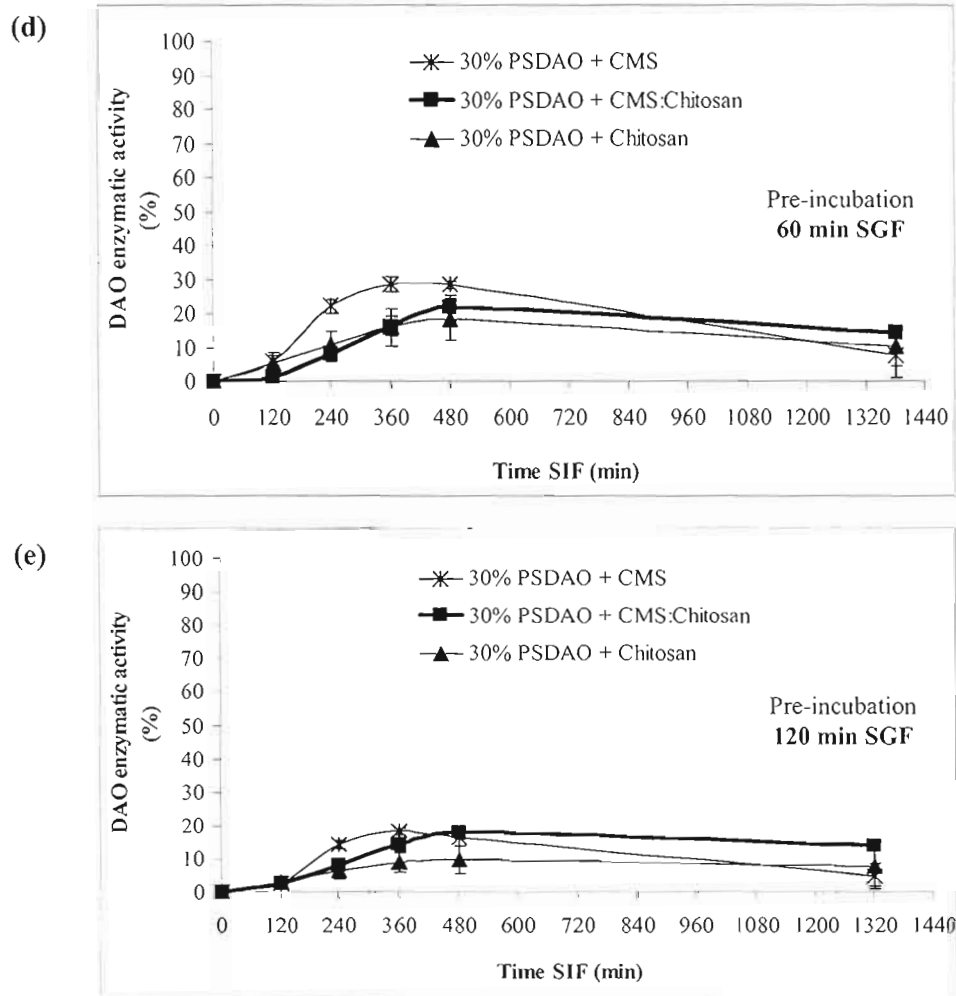 (d)
DAO enzymatic activity
(%)
100
90
80
70
60
50
40
30
20
10
0
30% PSDAO + CMS
30% PSDAO + CMS:Chitosan
30% PSDAO + Chitosan
Pre-incubation
60 min SGF
0 120 240 360 480 600 720 840 960 1080 1200 1320 1440
Time SIF (min)
(e)
DAO enzymatic activity
(%)
100
90
80
70
60
50
40
30
20
10
0
30% PSDAO + CMS
30% PSDAO + CMS:Chitosan
30% PSDAO + Chitosan
Pre-incubation
120 min SGF
0 120 240 360 480 600 720 840 960 1080 1200 1320 1440
Time SIF (min)